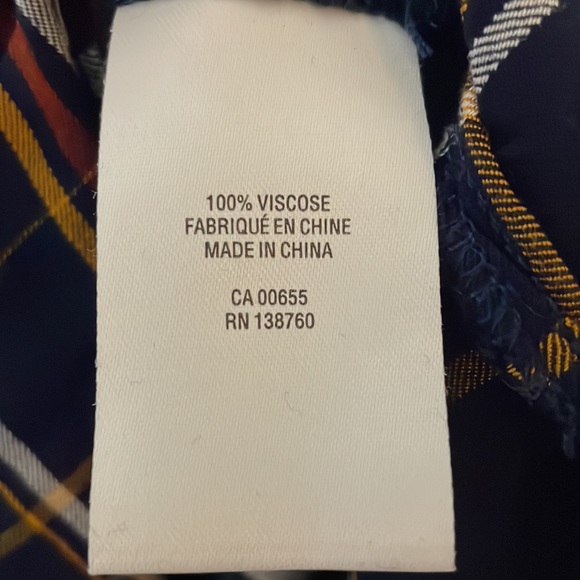 100% VISCOSE
FABRIQUÉ EN CHINE
MADE IN CHINA
CA 00655
RN 138760